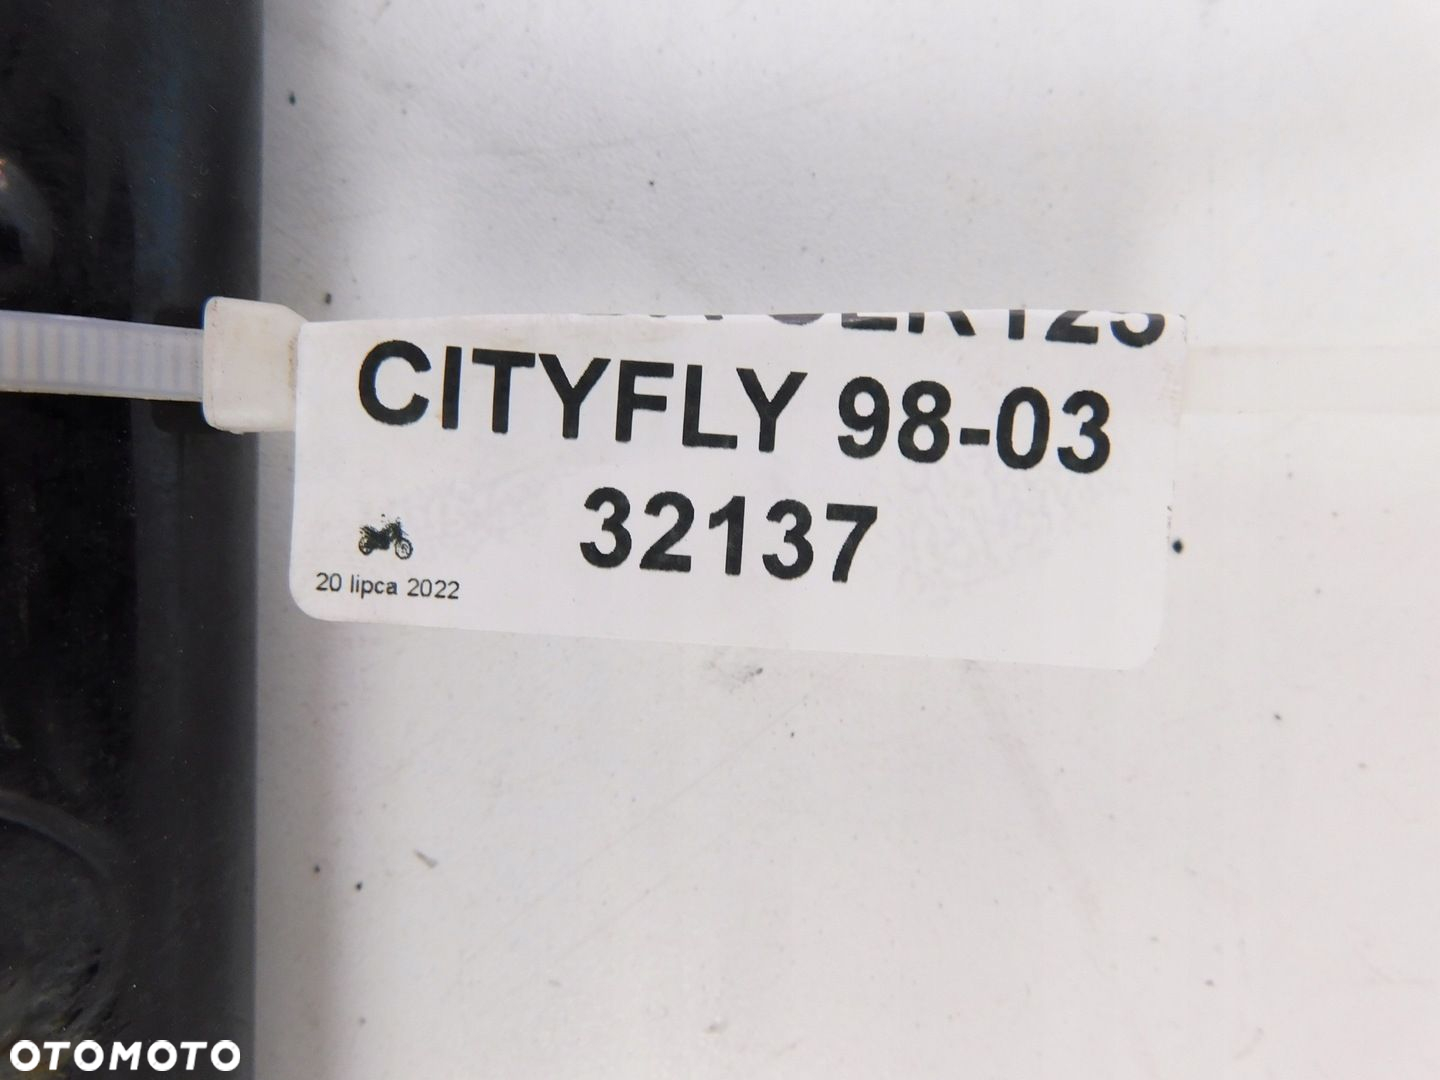 CITYFLY 98-03
32137
20 lipca 2022
OTOMOTO